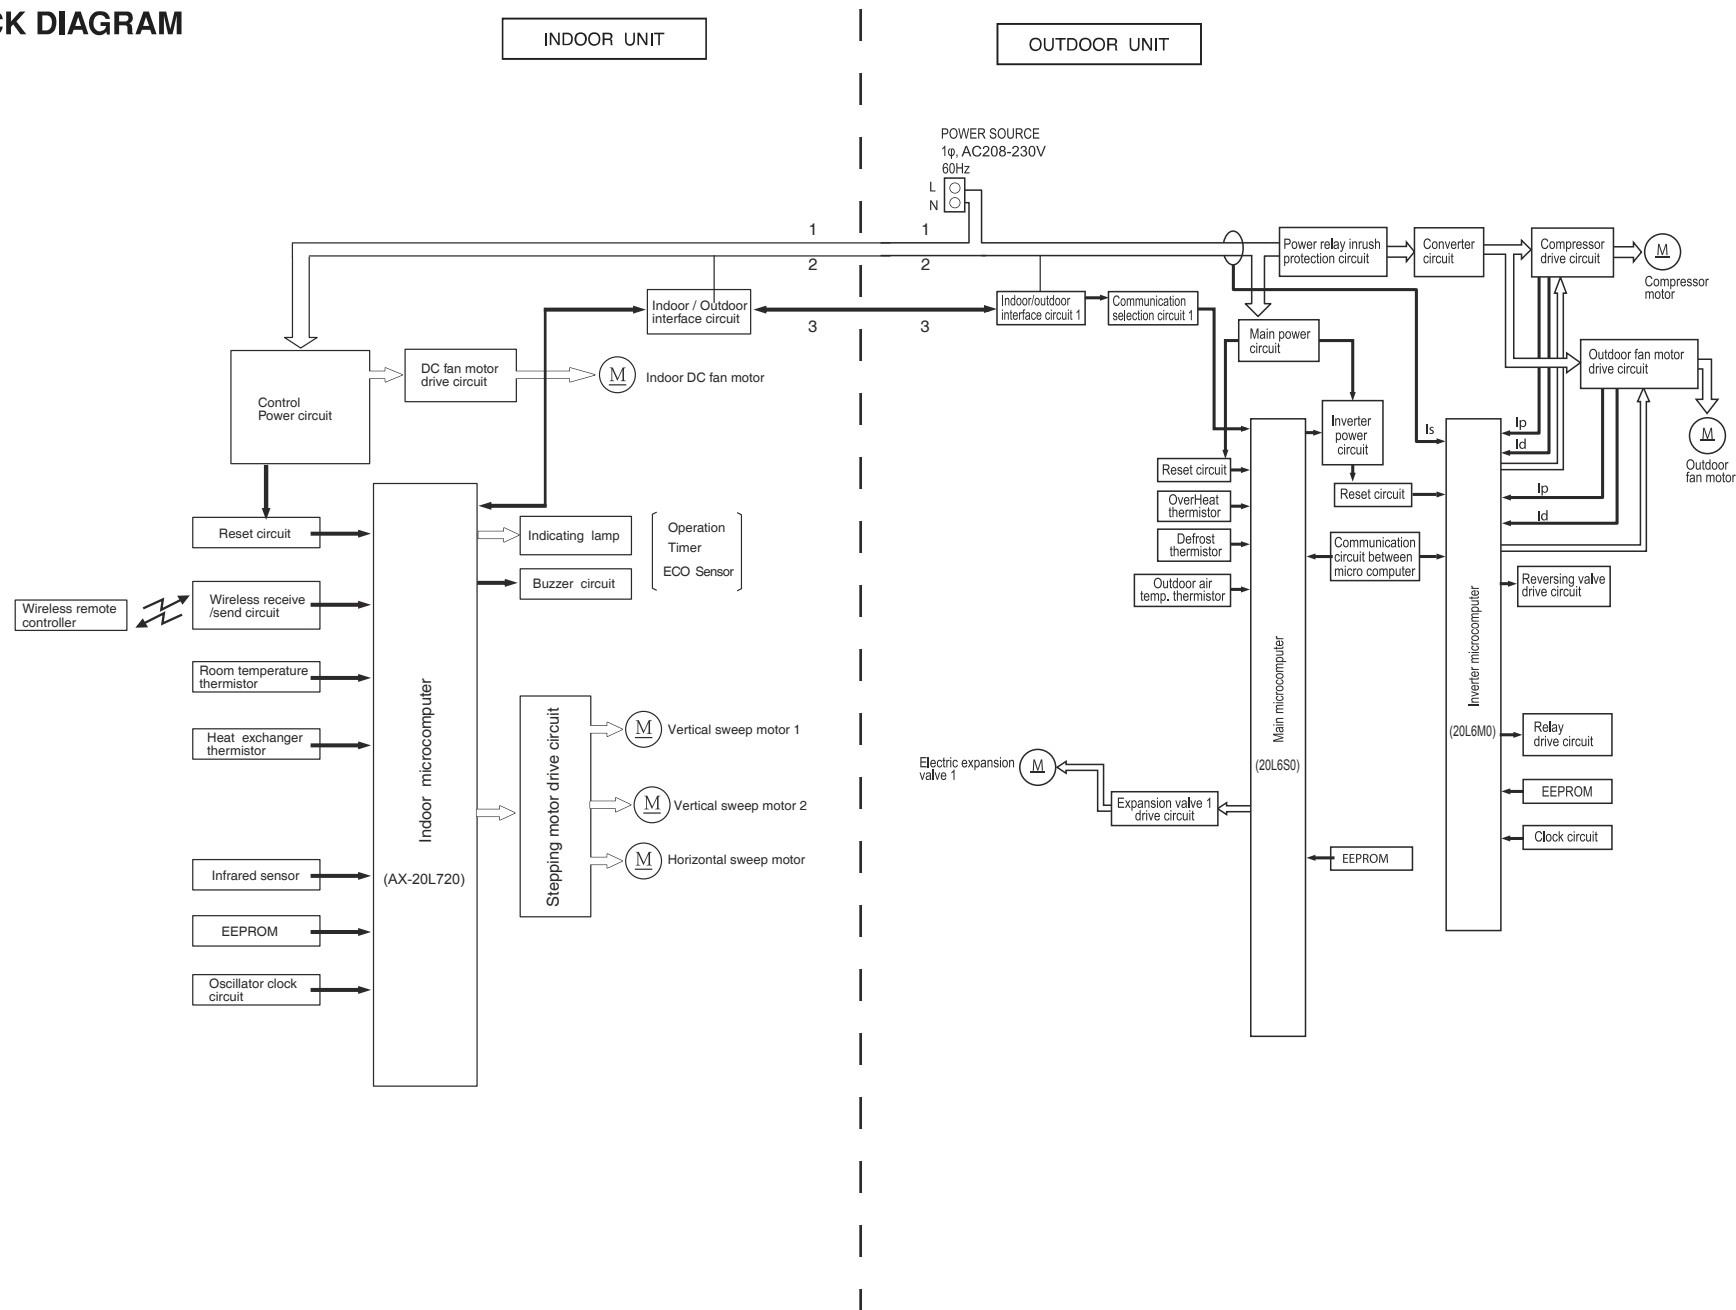 CK DIAGRAM
INDOOR UNIT
OUTDOOR UNIT
POWER SOURCE
1φ, AC208-230V
60Hz
L
N
1
1
2
2
3
3
Indoor / Outdoor
interface circuit
Control
Power circuit
DC fan motor
drive circuit
M
Indoor DC fan motor
Reset circuit
Wireless remote
controller
Wireless receive
/send circuit
Room temperature
thermistor
Heat exchanger
thermistor
Infrared sensor
EEPROM
Oscillator clock
circuit
Indoor microcomputer
(AX-20L720)
Indicating lamp
Operation
Timer
ECO Sensor
Buzzer circuit
Stepping motor drive circuit
M
Vertical sweep motor 1
M
Vertical sweep motor 2
M
Horizontal sweep motor
Indoor/outdoor
interface circuit 1
Communication
selection circuit 1
Power relay inrush
protection circuit
Converter
circuit
Compressor
drive circuit
M
Compressor
motor
Main power
circuit
Outdoor fan motor
drive circuit
M
Outdoor
fan motor
Inverter
power
circuit
Is
Ip
Id
Ip
Id
Reset circuit
Reset circuit
OverHeat
thermistor
Defrost
thermistor
Outdoor air
temp. thermistor
Communication
circuit between
micro computer
Reversing valve
drive circuit
Main microcomputer
(20L6S0)
Inverter microcomputer
(20L6M0)
Relay
drive circuit
EEPROM
Clock circuit
Electric expansion
valve 1
M
Expansion valve 1
drive circuit
EEPROM